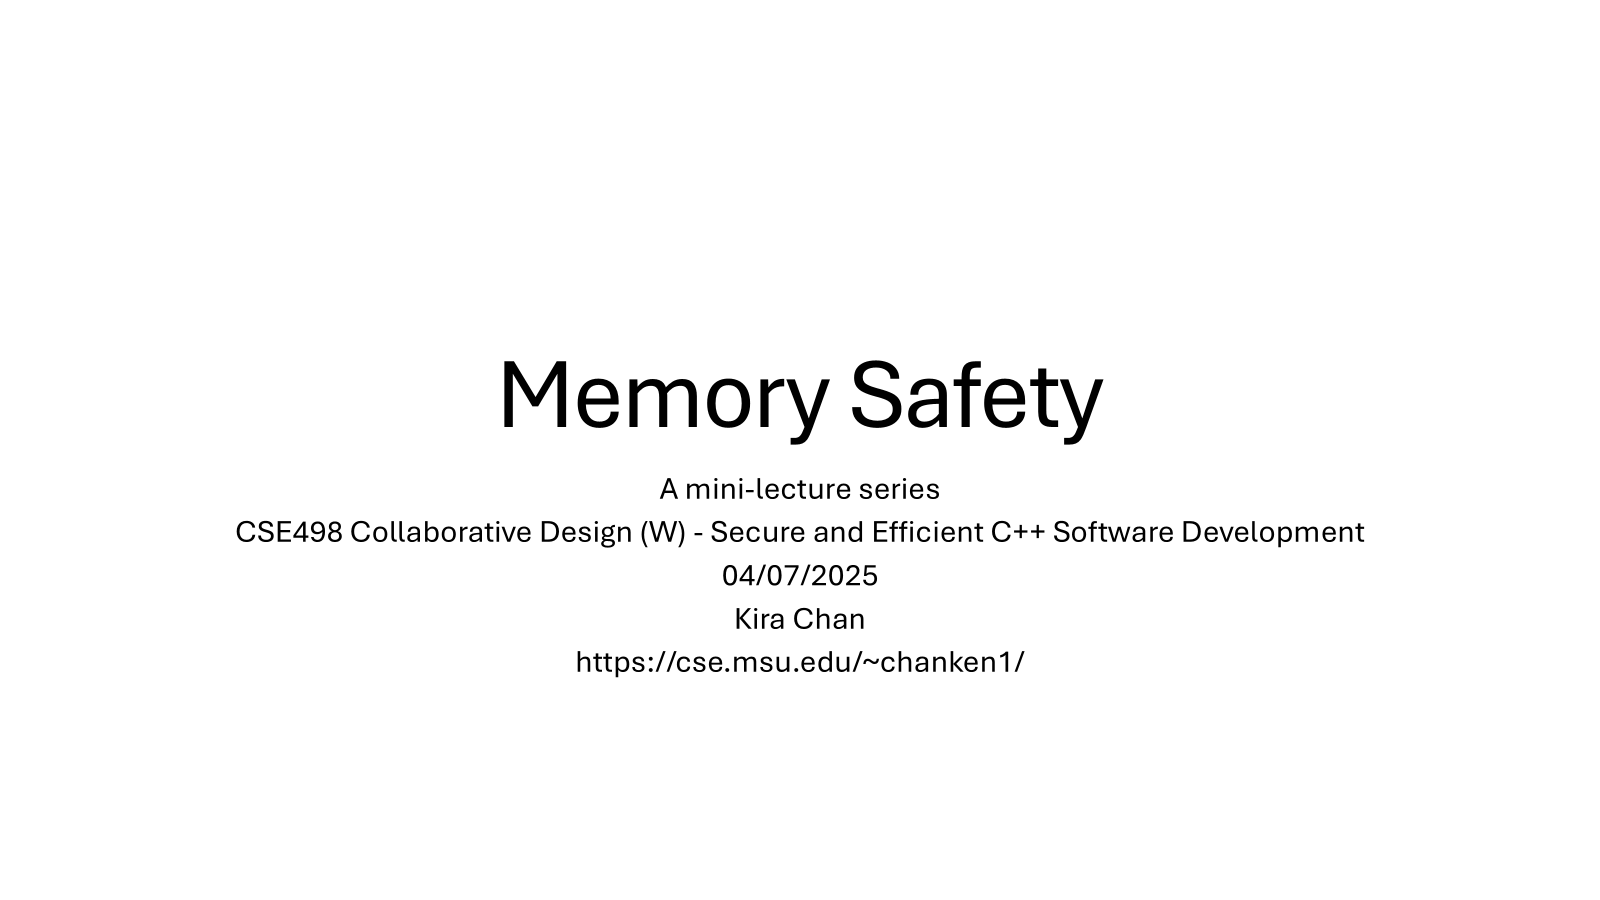 Memory Safety
A mini-lecture series
CSE498 Collaborative Design (W) - Secure and Efficient C++ Software Development
04/07/2025
Kira Chan
https://cse.msu.edu/~chanken1/